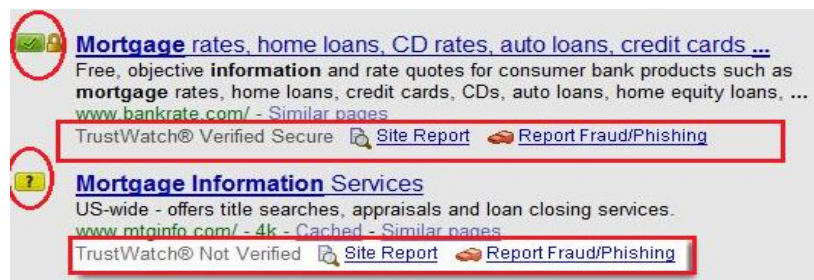 Mortgage rates, home loans, CD rates, auto loans, credit cards ...
Free, objective information and rate quotes for consumer bank products such as
mortgage rates, home loans, credit cards, CDs, auto loans, home equity loans, ...
www.bankrate.com/ - Similar pages
TrustWatch® Verified Secure Site Report Report Fraud/Phishing
?
Mortgage Information Services
US-wide - offers title searches, appraisals and loan closing services.
www.mtginfo.com/ - 4k - Cached - Similar pages
TrustWatch® Not Verified Site Report Report Fraud/Phishing